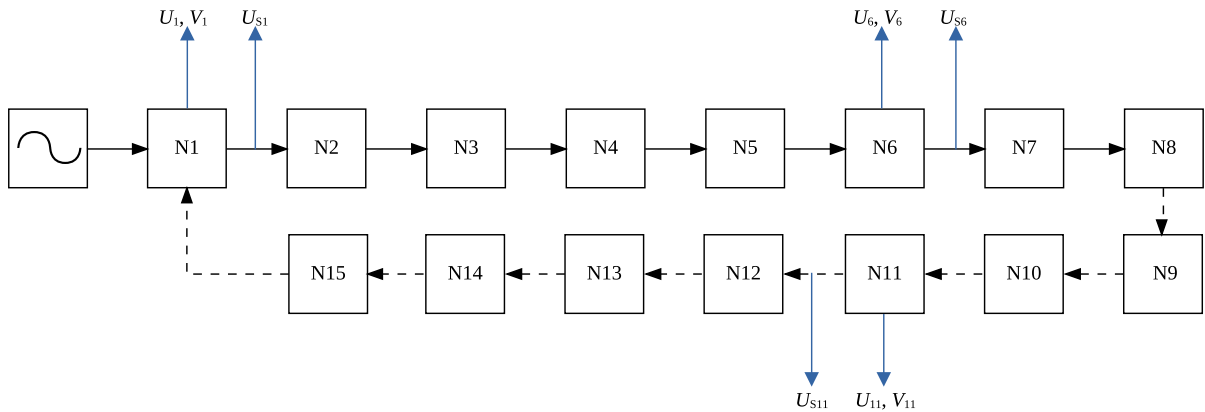 U1, V1 US1 U6, V6 US6
N1 N2 N3 N4 N5 N6 N7 N8
N15 N14 N13 N12 N11 N10 N9
US11 U11, V11